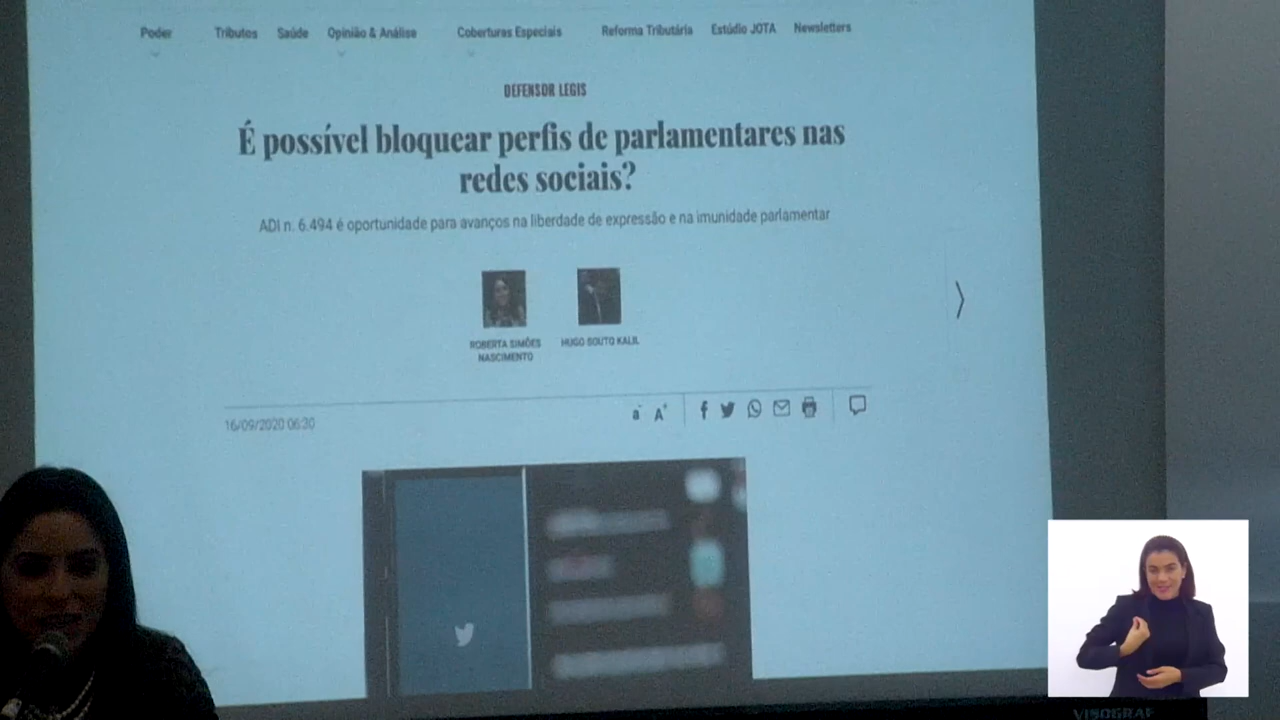 Poder Tributos Saúde Opinião & Análise Coberturas Especiais Reforma Tributária Estúdio JOTA Newsletters
DEFENSOR LEGIS
É possível bloquear perfis de parlamentares nas
redes sociais?
ADI n. 6.494 é oportunidade para avanços na liberdade de expressão e na imunidade parlamentar
ROBERTA SIMÕES
NASCIMENTO
HUGO SOUTO KALIL
16/09/2020 06:30
a- A+
VISOGRAF